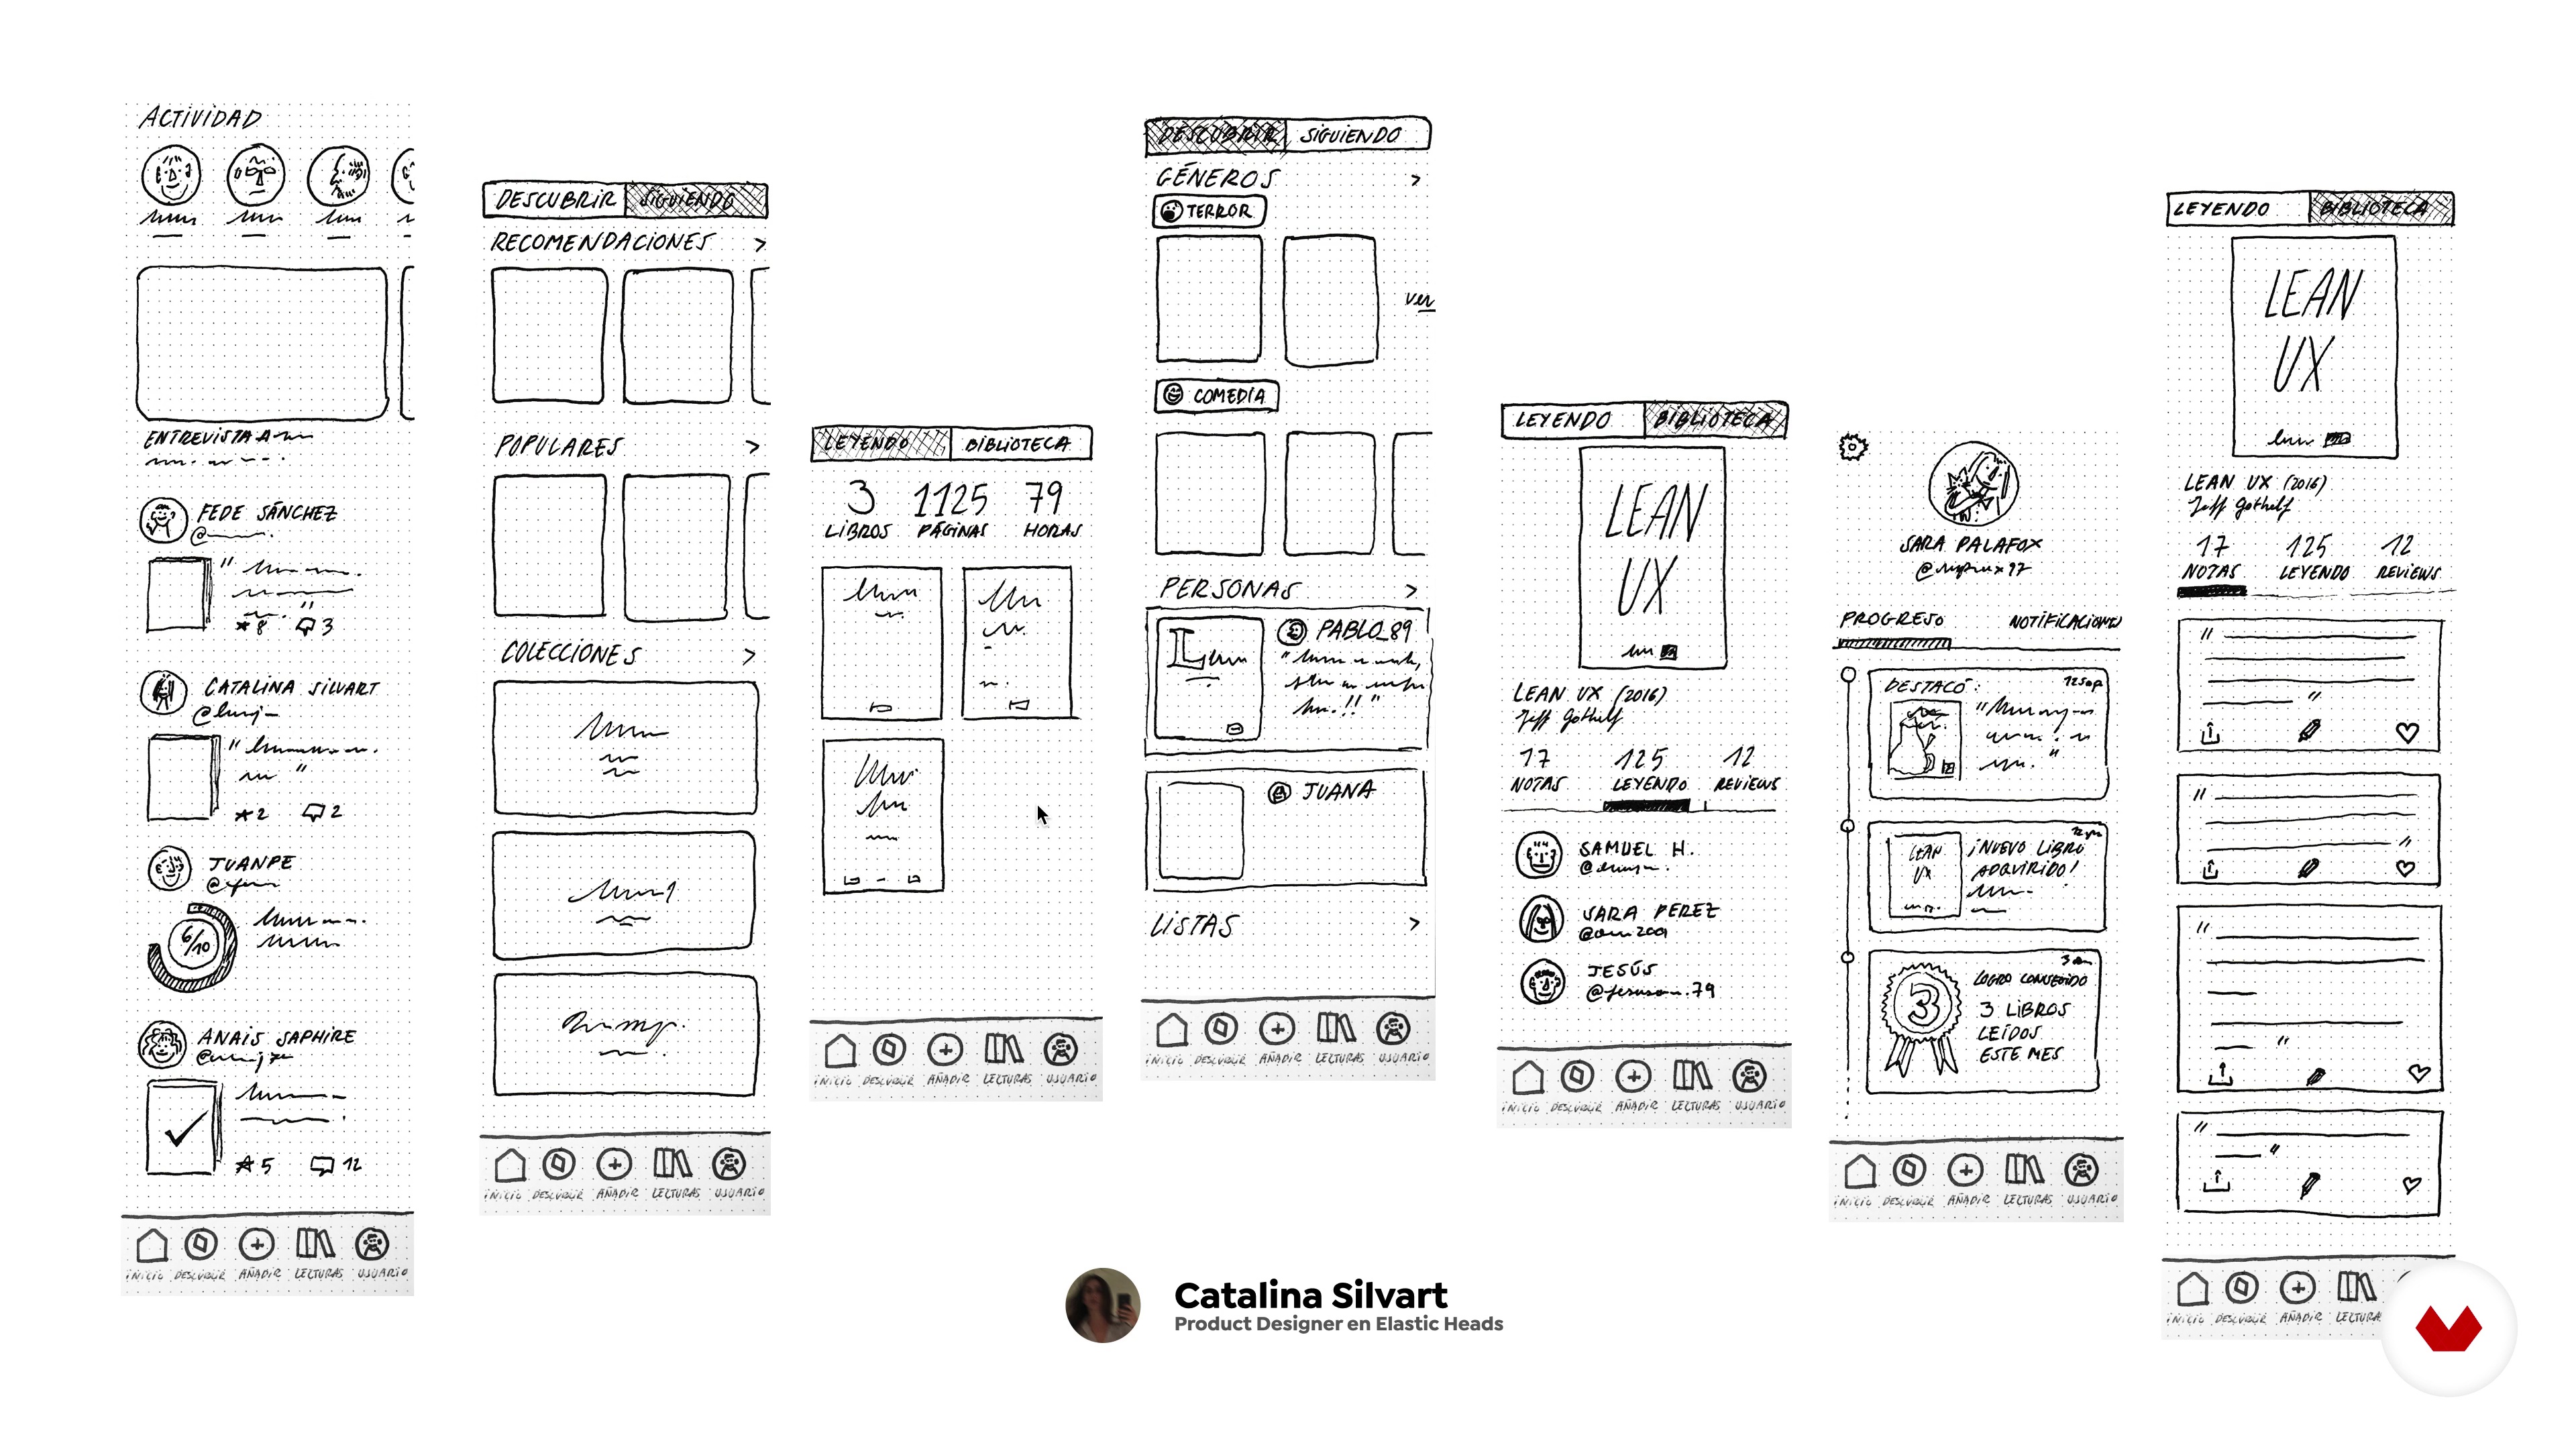 ACTIVIDAD
ENTREVISTA A
FEDE SÁNCHEZ
@
"
"
8 3
CATALINA SILVART
@
"
"
2 2
JUANPE
@
6/10
ANAIS SAPHIRE
@
5 12
INICIO DESCUBRIR AÑADIR LECTURAS USUARIO
DESCUBRIR SIGUIENDO
RECOMENDACIONES >
POPULARES >
COLECCIONES >
INICIO DESCUBRIR AÑADIR LECTURAS USUARIO
LEYENDO BIBLIOTECA
3 1125 79
LIBROS PÁGINAS HORAS
INICIO DESCUBRIR AÑADIR LECTURAS USUARIO
DESCUBRIR SIGUIENDO
GÉNEROS >
TERROR
ver
COMEDIA
PERSONAS >
PABLO_89
JUANA
LISTAS >
INICIO DESCUBRIR AÑADIR LECTURAS USUARIO
LEYENDO BIBLIOTECA
LEAN
UX
LEAN UX (2016)
Jeff Gothelf
17 125 12
NOTAS LEYENDO REVIEWS
SAMUEL H.
SARA PEREZ
JESÚS
INICIO DESCUBRIR AÑADIR LECTURAS USUARIO
SARA PALAFOX
PROGRESO NOTIFICACIONES
DESTACÓ:
LEAN
UX
¡NUEVO LIBRO
ADQUIRIDO!
3
LOGRO CONSEGUIDO
3 LIBROS
LEÍDOS
ESTE MES
INICIO DESCUBRIR AÑADIR LECTURAS USUARIO
LEYENDO BIBLIOTECA
LEAN
UX
LEAN UX (2016)
Jeff Gothelf
17 125 12
NOTAS LEYENDO REVIEWS
INICIO DESCUBRIR AÑADIR LECTURA
Catalina Silvart
Product Designer en Elastic Heads